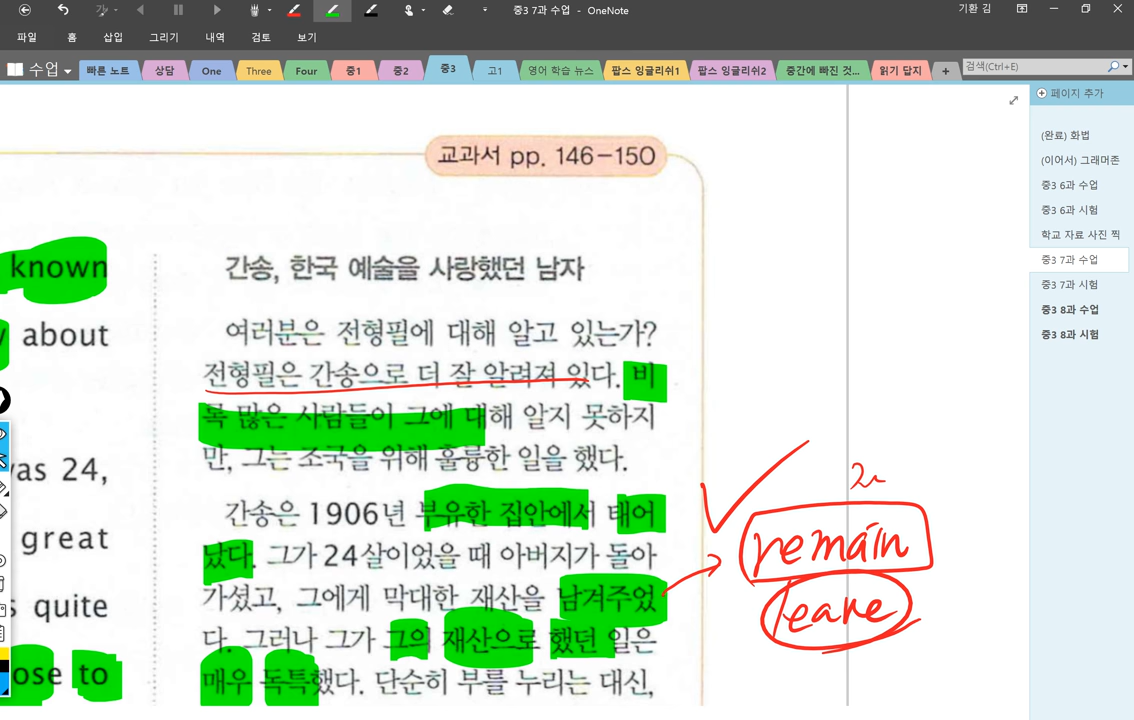 중3 7과 수업 - OneNote
기환 김
파일 홈 삽입 그리기 내역 검토 보기
수업 빠른 노트 상담 One Three Four 중1 중2 중3 고1 영어 학습 뉴스 팝스 잉글리쉬1 팝스 잉글리쉬2 중간에 빠진 것... 읽기 답지 + 검색(Ctrl+E)
페이지 추가
(완료) 화법
(이어서) 그래머존
중3 6과 수업
중3 6과 시험
학교 자료 사진 찍
중3 7과 수업
중3 7과 시험
중3 8과 수업
중3 8과 시험
교과서 pp. 146-150
known
about
was 24,
great
quite
to
간송, 한국 예술을 사랑했던 남자
여러분은 전형필에 대해 알고 있는가?
전형필은 간송으로 더 잘 알려져 있다. 비
록 많은 사람들이 그에 대해 알지 못하지
만, 그는 조국을 위해 훌륭한 일을 했다.
간송은 1906년 부유한 집안에서 태어
났다. 그가 24살이었을 때 아버지가 돌아
가셨고, 그에게 막대한 재산을 남겨주었
다. 그러나 그가 그의 재산으로 했던 일은
매우 독특했다. 단순히 부를 누리는 대신,
remain
leave